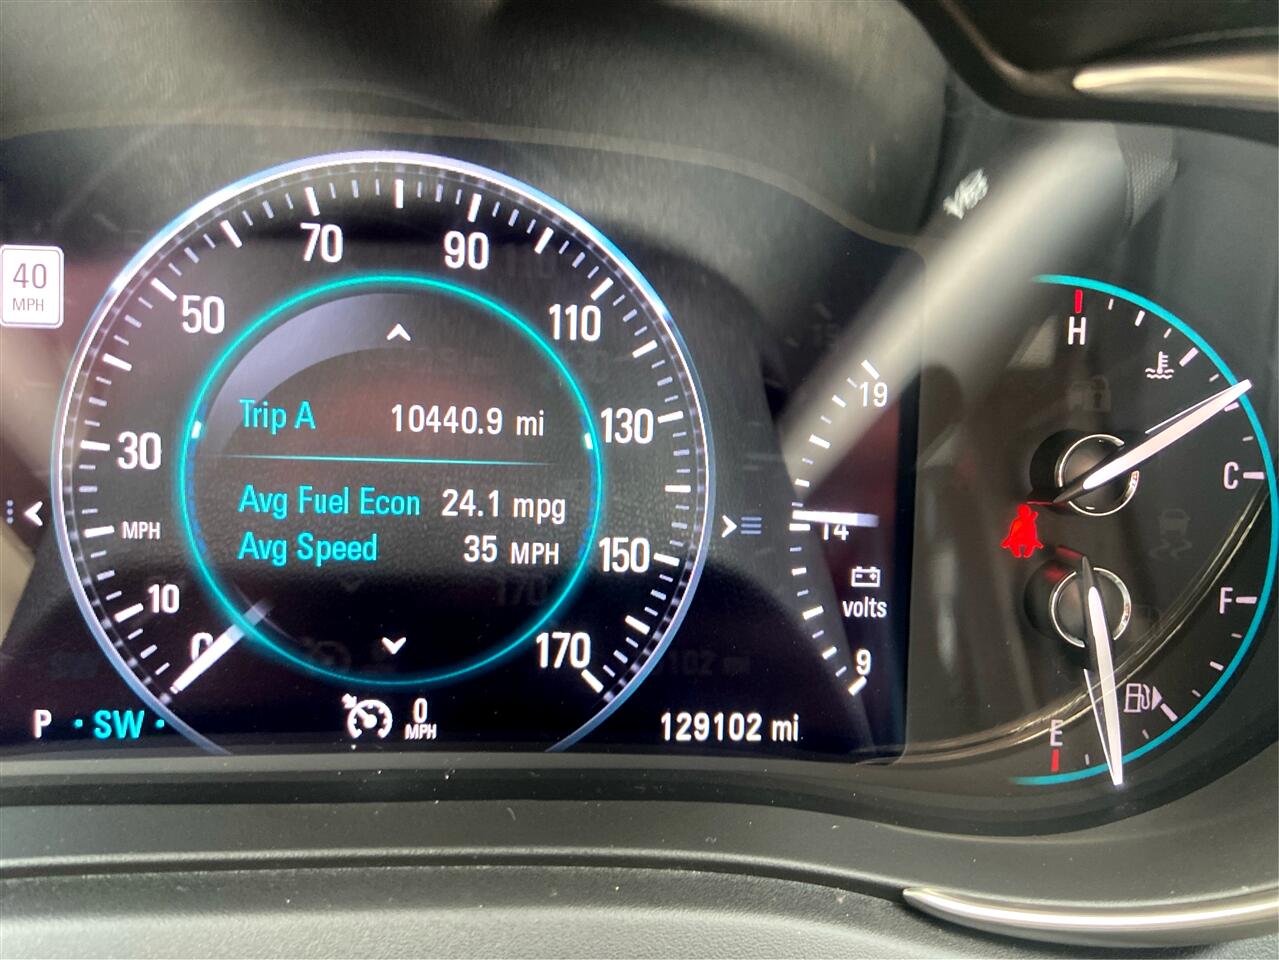 40
MPH
10
30
50
70
90
110
130
150
170
0
MPH
Trip A 10440.9 mi
Avg Fuel Econ 24.1 mpg
Avg Speed 35 MPH
P · SW ·
0
MPH
129102 mi
19
14
volts
9
H
C
F
E